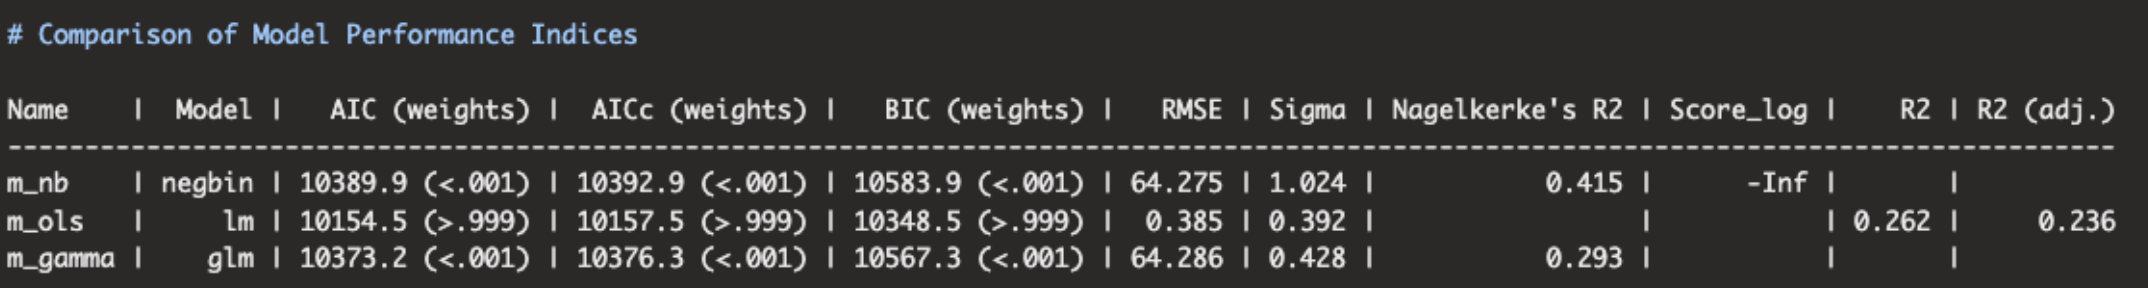 # Comparison of Model Performance Indices
Name | Model | AIC (weights) | AICc (weights) | BIC (weights) | RMSE | Sigma | Nagelkerke's R2 | Score_log | R2 | R2 (adj.)
---------------------------------------------------------------------------------------------------------------------------------------
m_nb | negbin | 10389.9 (<.001) | 10392.9 (<.001) | 10583.9 (<.001) | 64.275 | 1.024 | 0.415 | -Inf | |
m_ols | lm | 10154.5 (>.999) | 10157.5 (>.999) | 10348.5 (>.999) | 0.385 | 0.392 | | | 0.262 | 0.236
m_gamma | glm | 10373.2 (<.001) | 10376.3 (<.001) | 10567.3 (<.001) | 64.286 | 0.428 | 0.293 | | |